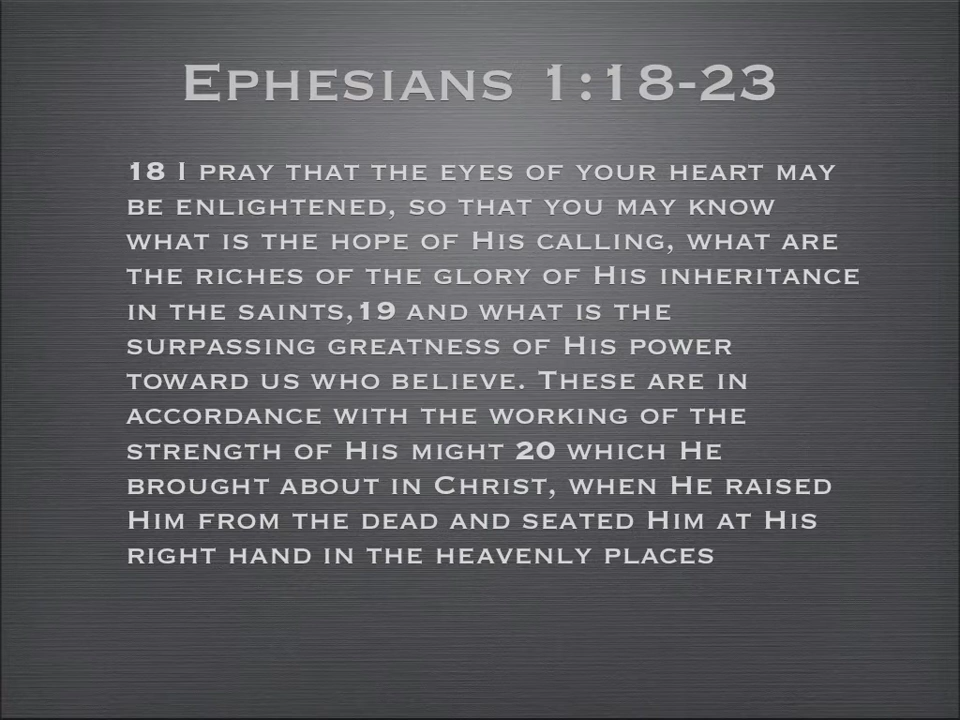 Ephesians 1:18-23
18 I pray that the eyes of your heart may
be enlightened, so that you may know
what is the hope of His calling, what are
the riches of the glory of His inheritance
in the saints,19 and what is the
surpassing greatness of His power
toward us who believe. These are in
accordance with the working of the
strength of His might 20 which He
brought about in Christ, when He raised
Him from the dead and seated Him at His
right hand in the heavenly places